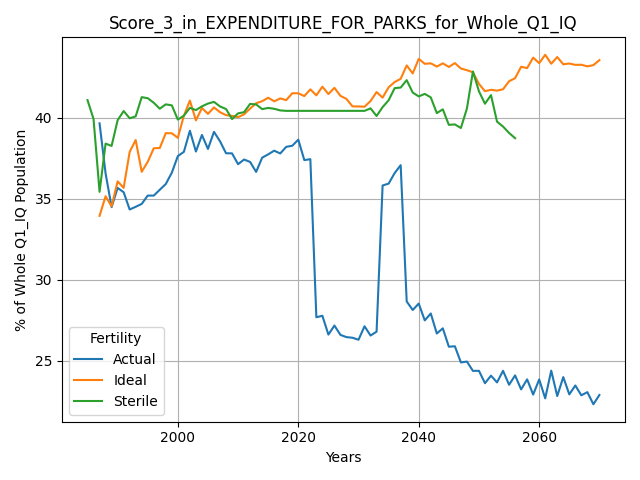 Score_3_in_EXPENDITURE_FOR_PARKS_for_Whole_Q1_IQ
% of Whole Q1_IQ Population
40
35
30
25
Fertility
Actual
Ideal
Sterile
2000 2020 2040 2060
Years